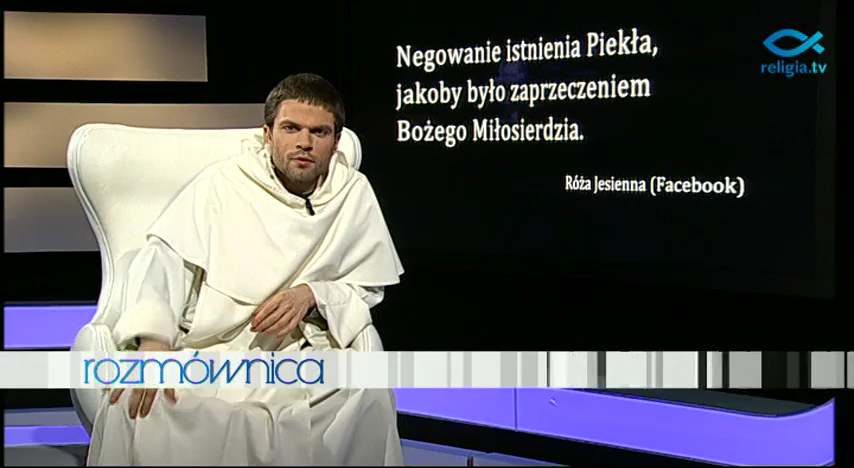 Negowanie istnienia Piekła,
jakoby było zaprzeczeniem
Bożego Miłosierdzia.
Róża Jesienna (Facebook)
religia.tv
rozmównica